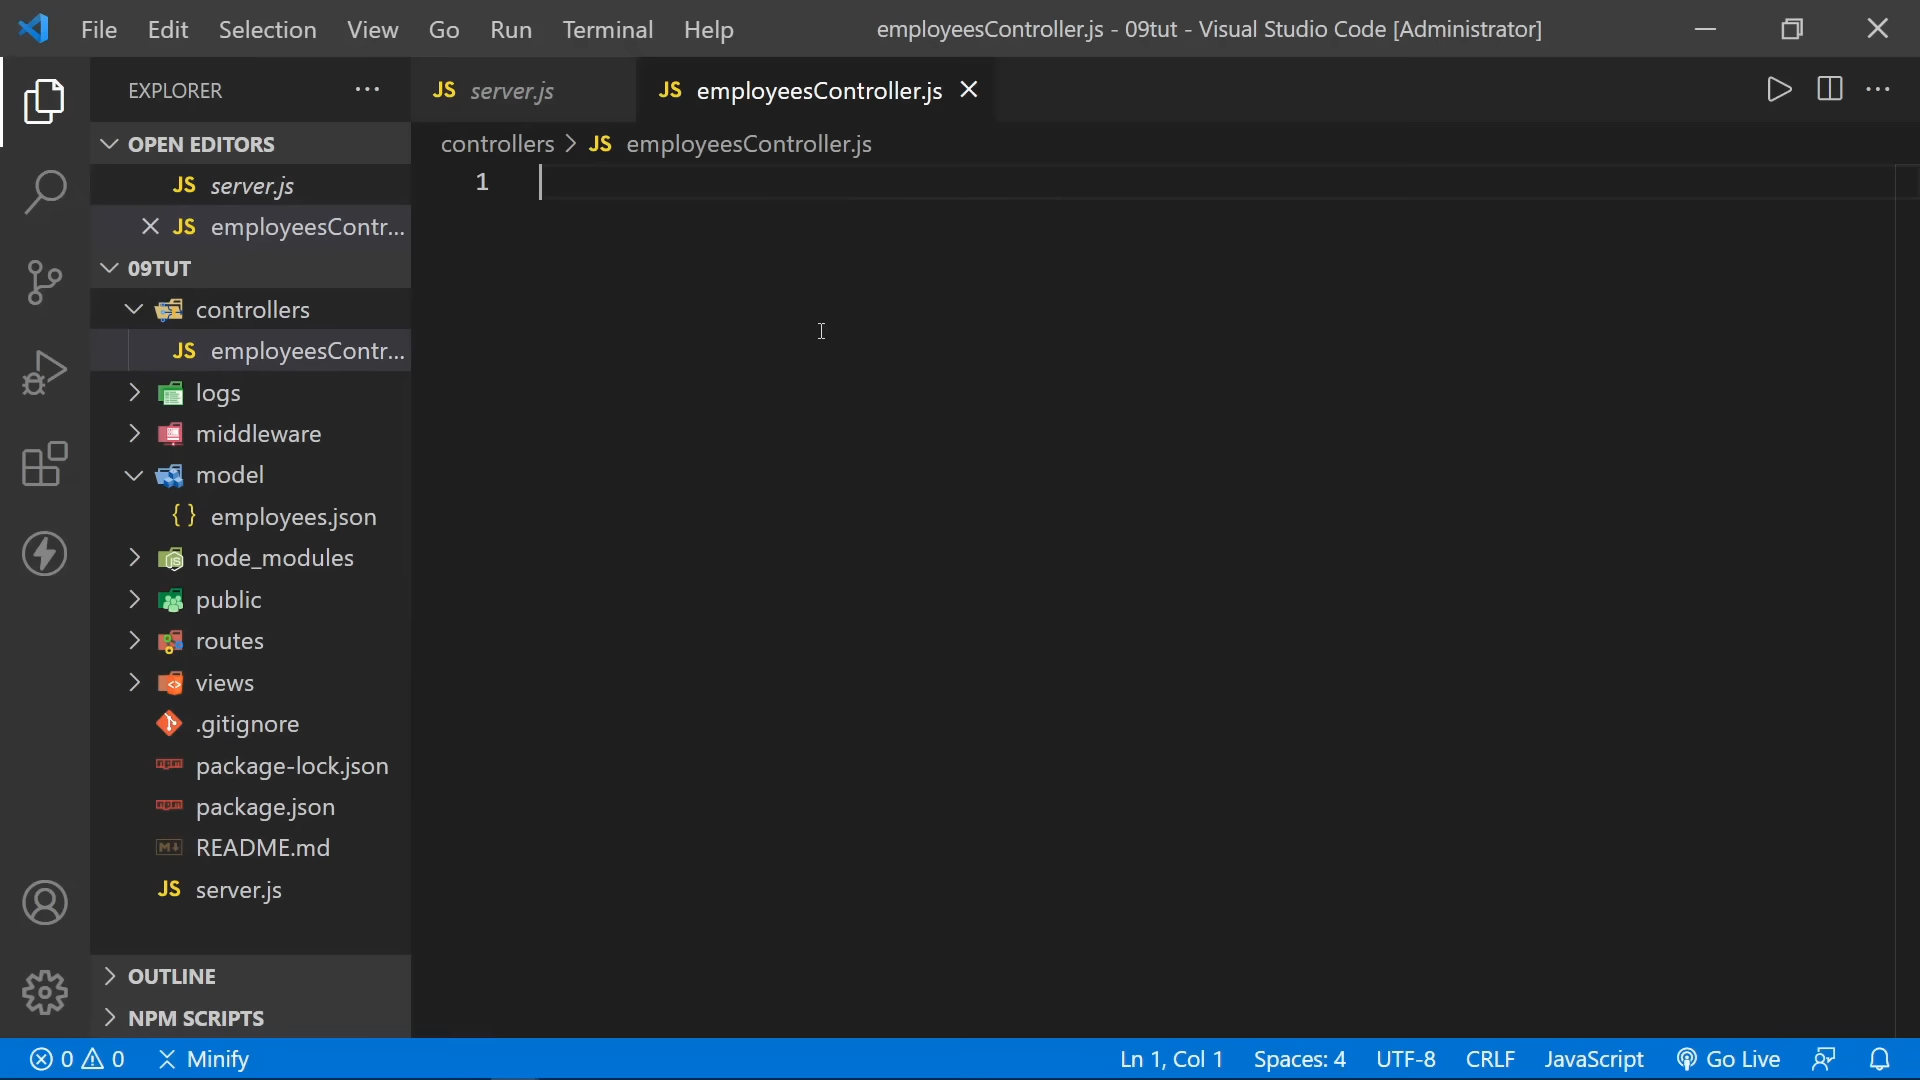 File Edit Selection View Go Run Terminal Help employeesController.js - 09tut - Visual Studio Code [Administrator]
EXPLORER
JS server.js JS employeesController.js
OPEN EDITORS
controllers > JS employeesController.js
JS server.js
1
JS employeesContr...
09TUT
controllers
JS employeesContr...
logs
middleware
model
{ } employees.json
node_modules
public
routes
views
.gitignore
package-lock.json
package.json
README.md
JS server.js
OUTLINE
NPM SCRIPTS
0 0 Minify Ln 1, Col 1 Spaces: 4 UTF-8 CRLF JavaScript Go Live